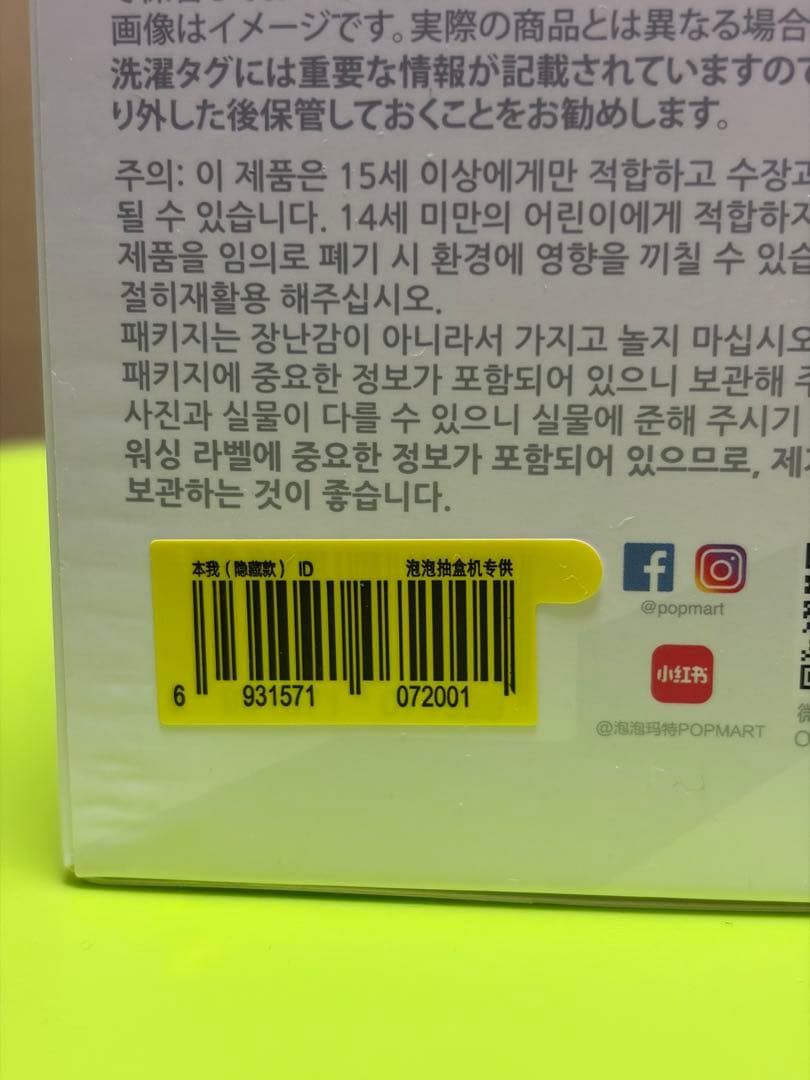 画像はイメージです。実際の商品とは異なる場合
洗濯タグには重要な情報が記載されていますので
り外した後保管しておくことをお勧めします。
주의: 이 제품은 15세 이상에게만 적합하고 수장고
될 수 있습니다. 14세 미만의 어린이에게 적합하지
제품을 임의로 폐기 시 환경에 영향을 끼칠 수 있습
절히재활용 해주십시오.
패키지는 장난감이 아니라서 가지고 놀지 마십시오
패키지에 중요한 정보가 포함되어 있으니 보관해 주
사진과 실물이 다를 수 있으니 실물에 준해 주시기
워싱 라벨에 중요한 정보가 포함되어 있으므로, 제거
보관하는 것이 좋습니다.
本我（隐藏款） ID 泡泡抽盒机专供
6 931571 072001
@popmart
小红书
@泡泡玛特POPMART